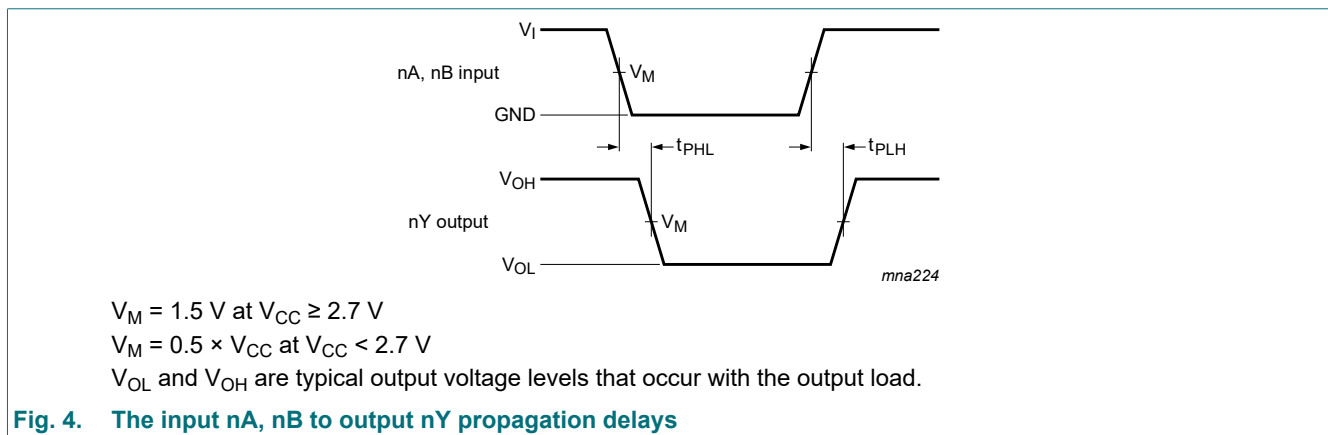 V_I
nA, nB input
V_M
GND
t_PHL
t_PLH
V_OH
nY output
V_M
V_OL
mna224
V_M = 1.5 V at V_CC ≥ 2.7 V
V_M = 0.5 × V_CC at V_CC < 2.7 V
V_OL and V_OH are typical output voltage levels that occur with the output load.
Fig. 4. The input nA, nB to output nY propagation delays